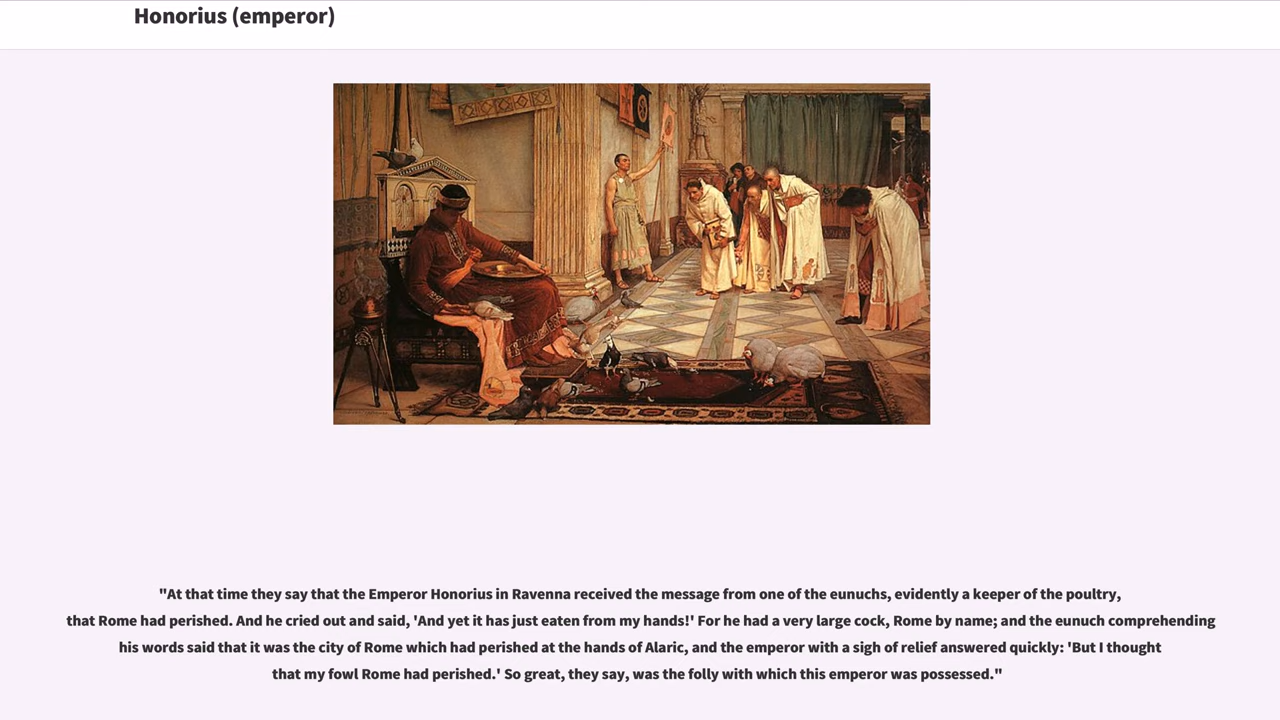 Honorius (emperor)
"At that time they say that the Emperor Honorius in Ravenna received the message from one of the eunuchs, evidently a keeper of the poultry,
that Rome had perished. And he cried out and said, 'And yet it has just eaten from my hands!' For he had a very large cock, Rome by name; and the eunuch comprehending
his words said that it was the city of Rome which had perished at the hands of Alaric, and the emperor with a sigh of relief answered quickly: 'But I thought
that my fowl Rome had perished.' So great, they say, was the folly with which this emperor was possessed."